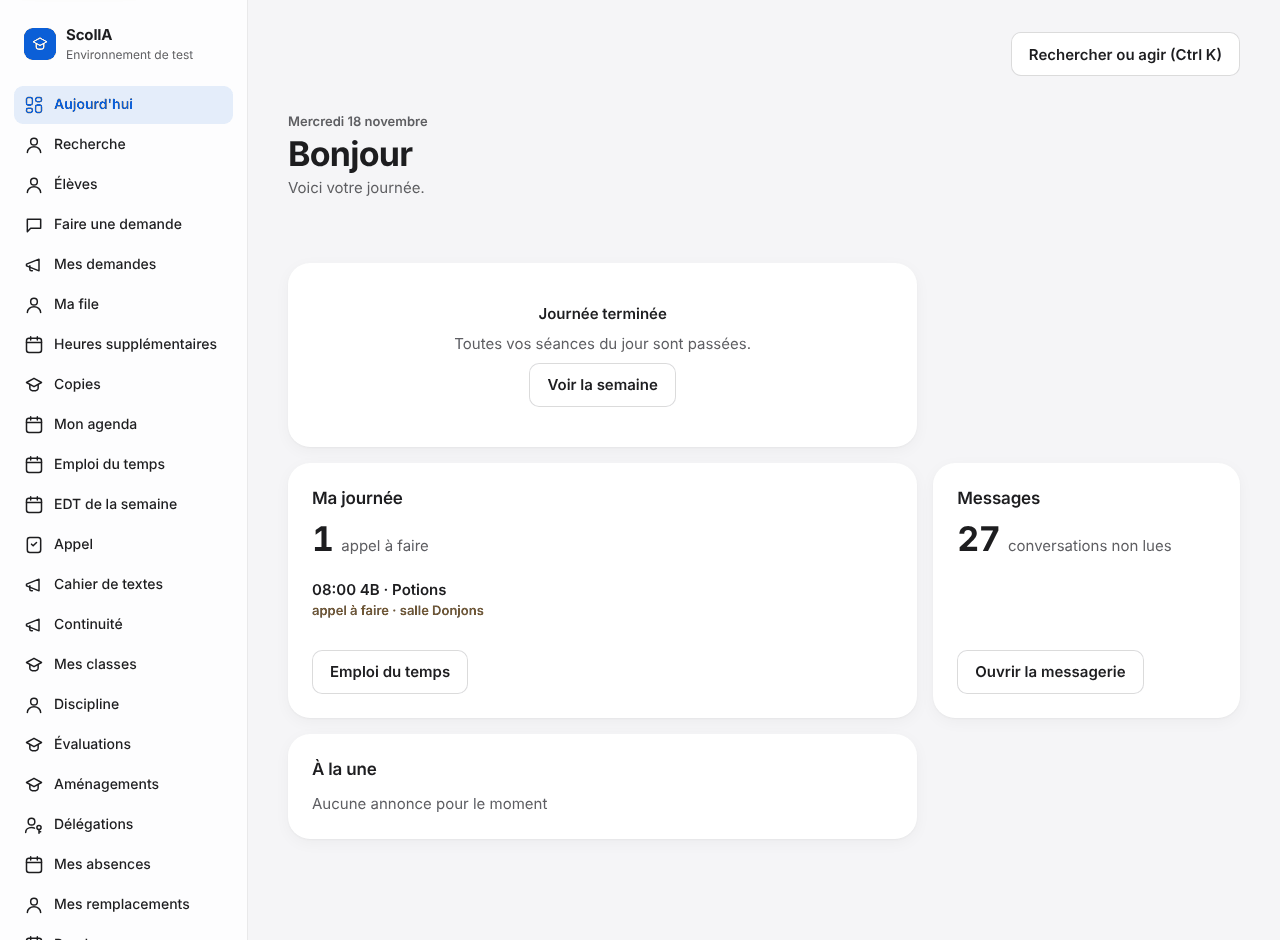 ScolIA
Environnement de test
Aujourd'hui
Recherche
Élèves
Faire une demande
Mes demandes
Ma file
Heures supplémentaires
Copies
Mon agenda
Emploi du temps
EDT de la semaine
Appel
Cahier de textes
Continuité
Mes classes
Discipline
Évaluations
Aménagements
Délégations
Mes absences
Mes remplacements
Rechercher ou agir (Ctrl K)
Mercredi 18 novembre
Bonjour
Voici votre journée.
Journée terminée
Toutes vos séances du jour sont passées.
Voir la semaine
Ma journée
1 appel à faire
08:00 4B · Potions
appel à faire · salle Donjons
Emploi du temps
Messages
27 conversations non lues
Ouvrir la messagerie
À la une
Aucune annonce pour le moment